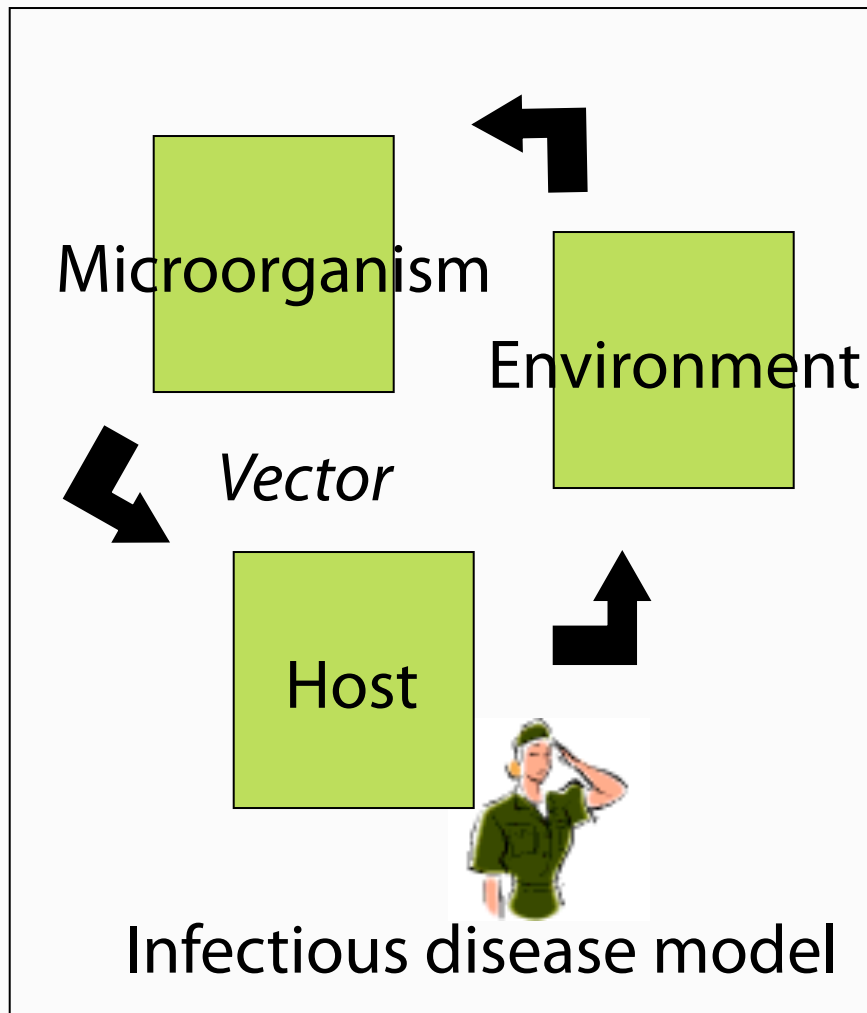 Microorganism
Environment
Vector
Host
Infectious disease model